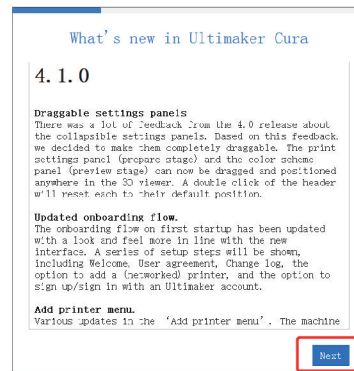 What's new in Ultimaker Cura
4.1.0
Draggable settings panels
There was a lot of feedback from the 4.0 release about
the collapsible settings panels. Based on this feedback,
we decided to make them completely draggable. The print
settings panel (prepare stage) and the color scheme
panel (preview stage) can now be dragged and positioned
anywhere in the 3D viewer. A double click of the header
will reset each to their default position.
Updated onboarding flow.
The onboarding flow on first startup has been updated
with a look and feel more in line with the new
interface. A series of setup steps will be shown,
including Welcome, User agreement, Change log, the
option to add a (networked) printer, and the option to
sign up/sign in with an Ultimaker account.
Add printer menu.
Various updates in the 'Add printer menu'. The machine
Next